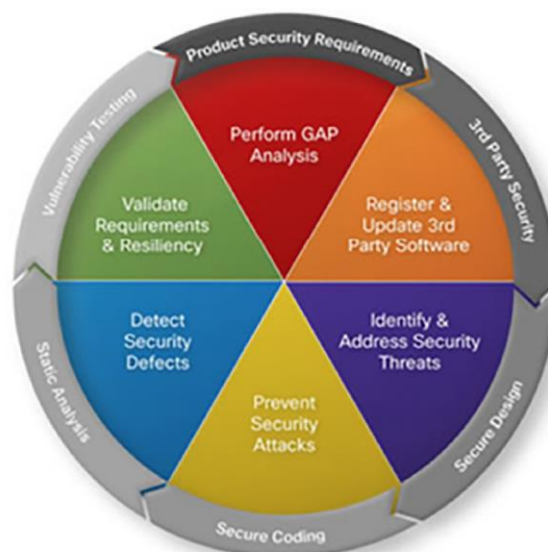 Product Security Requirements
3rd Party Security
Secure Design
Secure Coding
Static Analysis
Vulnerability Testing
Perform GAP
Analysis
Register &
Update 3rd
Party Software
Identify &
Address Security
Threats
Prevent
Security
Attacks
Detect
Security
Defects
Validate
Requirements
& Resiliency